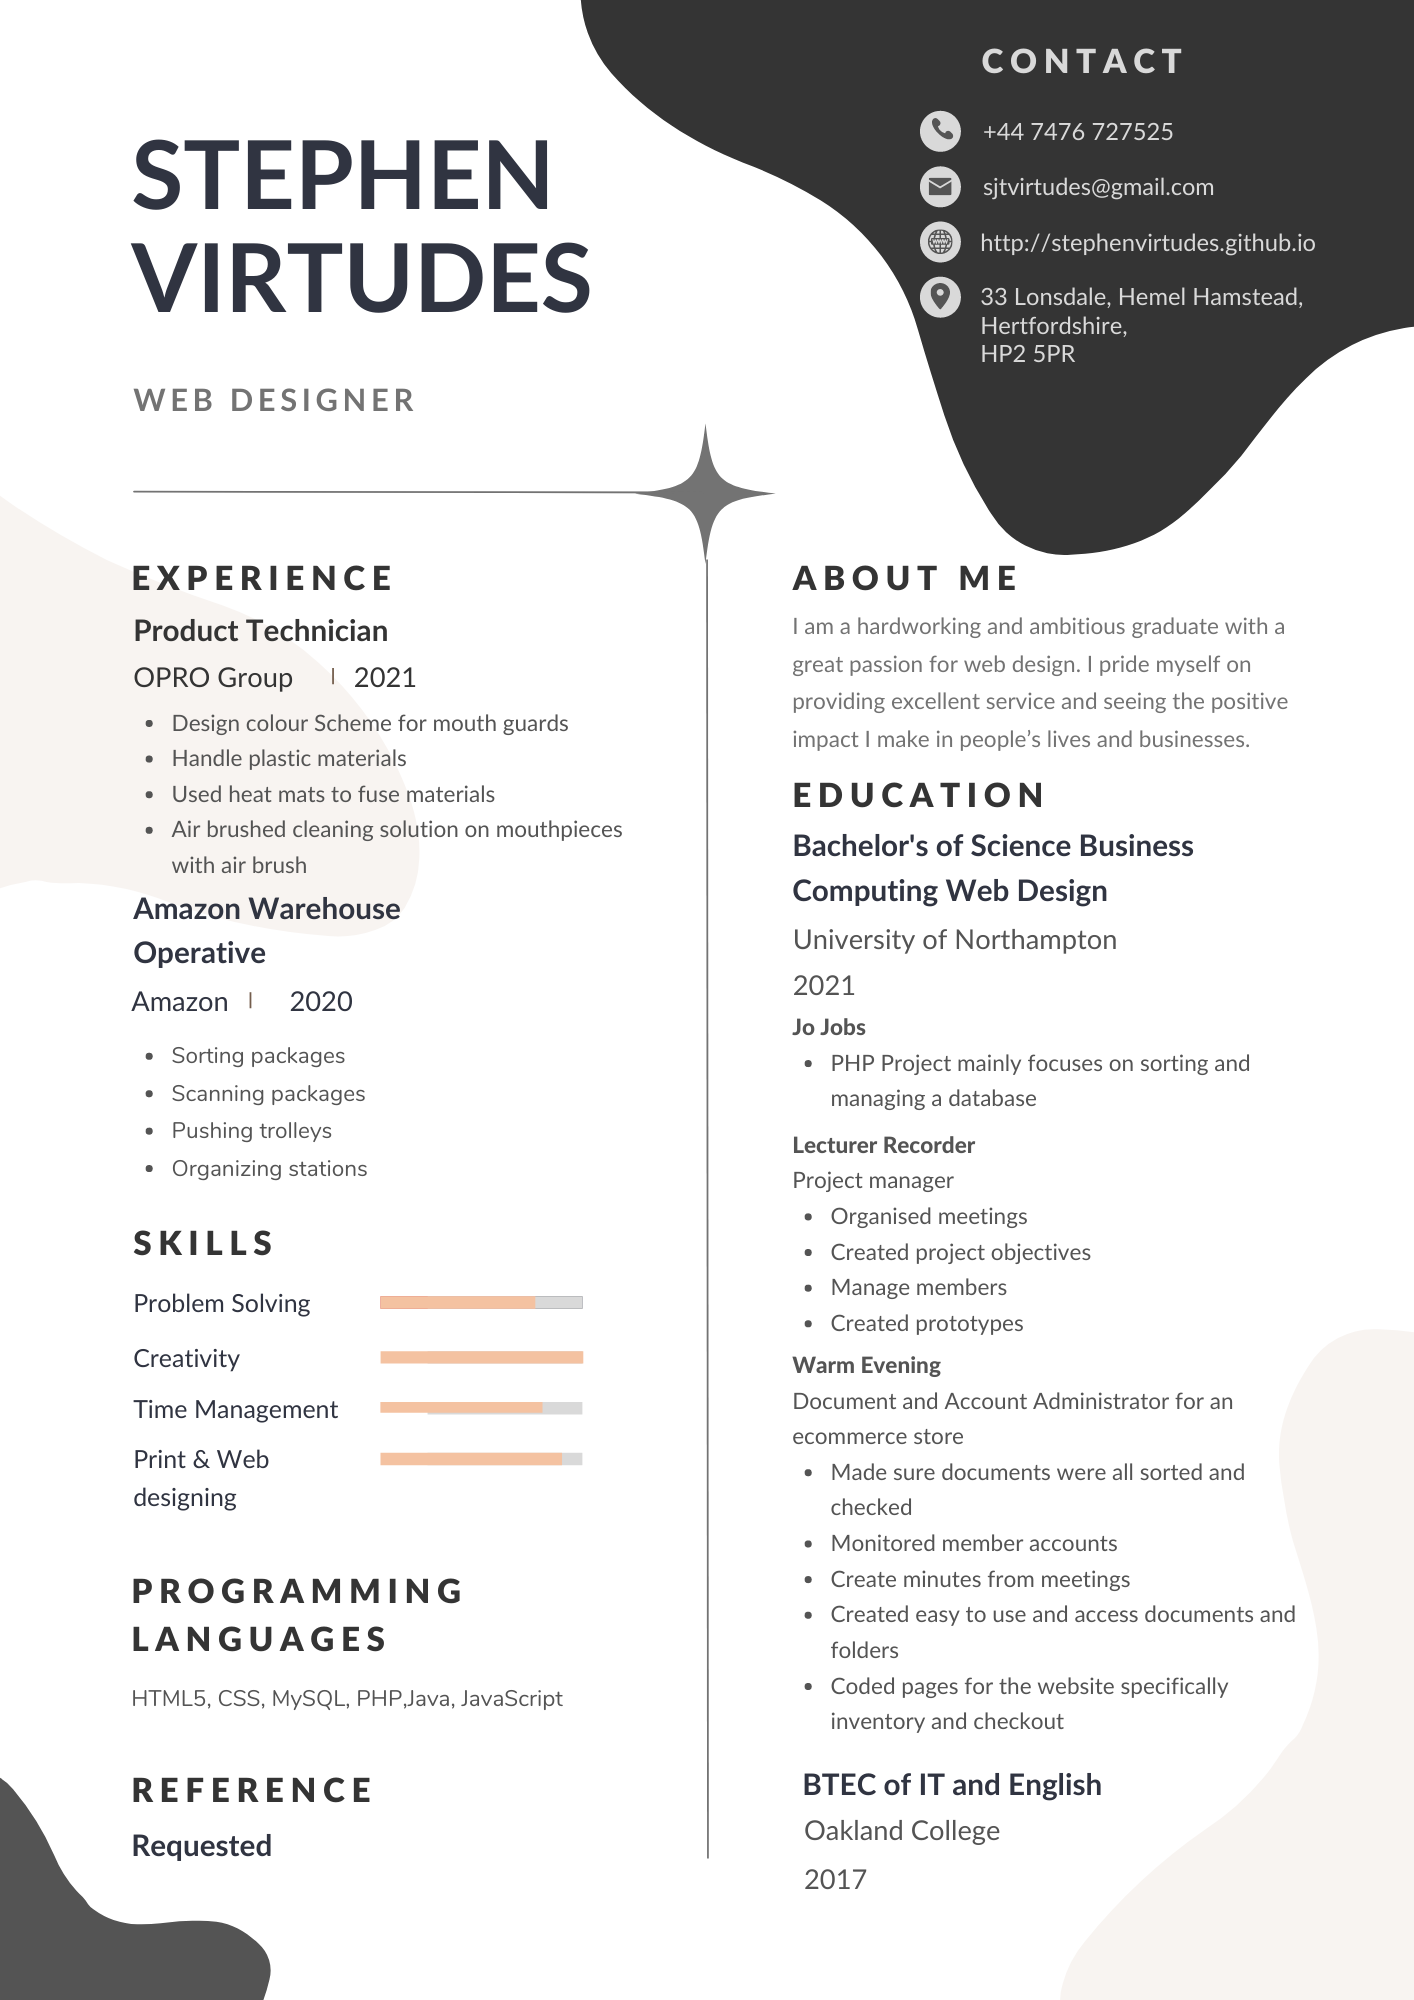 CONTACT
+44 7476 727525
sjtvirtudes@gmail.com
http://stephenvirtudes.github.io
33 Lonsdale, Hemel Hamstead,
Hertfordshire,
HP2 5PR
STEPHEN
VIRTUDES
WEB DESIGNER
EXPERIENCE
Product Technician
OPRO Group | 2021
• Design colour Scheme for mouth guards
• Handle plastic materials
• Used heat mats to fuse materials
• Air brushed cleaning solution on mouthpieces
with air brush
Amazon Warehouse
Operative
Amazon | 2020
• Sorting packages
• Scanning packages
• Pushing trolleys
• Organizing stations
SKILLS
Problem Solving
Creativity
Time Management
Print & Web
designing
PROGRAMMING
LANGUAGES
HTML5, CSS, MySQL, PHP,Java, JavaScript
REFERENCE
Requested
ABOUT ME
I am a hardworking and ambitious graduate with a
great passion for web design. I pride myself on
providing excellent service and seeing the positive
impact I make in people’s lives and businesses.
EDUCATION
Bachelor's of Science Business
Computing Web Design
University of Northampton
2021
Jo Jobs
• PHP Project mainly focuses on sorting and
managing a database
Lecturer Recorder
Project manager
• Organised meetings
• Created project objectives
• Manage members
• Created prototypes
Warm Evening
Document and Account Administrator for an
ecommerce store
• Made sure documents were all sorted and
checked
• Monitored member accounts
• Create minutes from meetings
• Created easy to use and access documents and
folders
• Coded pages for the website specifically
inventory and checkout
BTEC of IT and English
Oakland College
2017